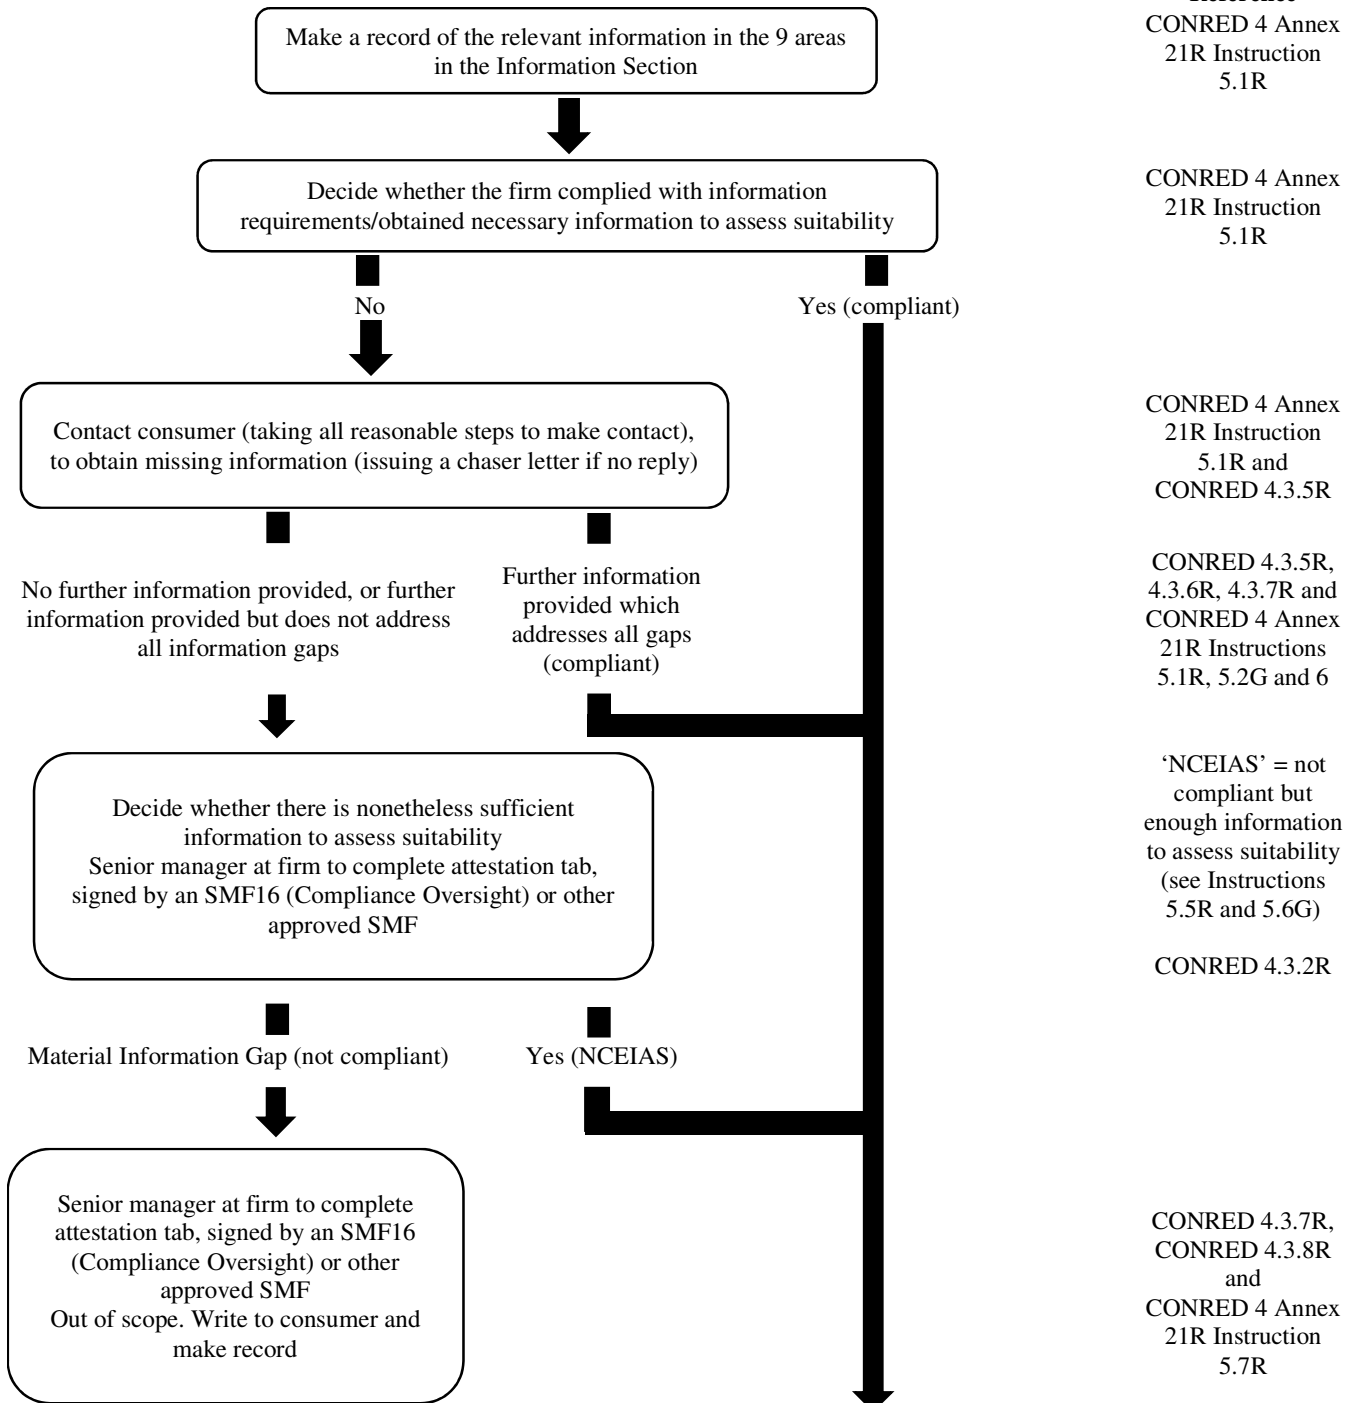 Reference
Make a record of the relevant information in the 9 areas
in the Information Section
CONRED 4 Annex
21R Instruction
5.1R
Decide whether the firm complied with information
requirements/obtained necessary information to assess suitability
CONRED 4 Annex
21R Instruction
5.1R
No
Yes (compliant)
Contact consumer (taking all reasonable steps to make contact),
to obtain missing information (issuing a chaser letter if no reply)
CONRED 4 Annex
21R Instruction
5.1R and
CONRED 4.3.5R
No further information provided, or further
information provided but does not address
all information gaps
Further information
provided which
addresses all gaps
(compliant)
CONRED 4.3.5R,
4.3.6R, 4.3.7R and
CONRED 4 Annex
21R Instructions
5.1R, 5.2G and 6
Decide whether there is nonetheless sufficient
information to assess suitability
Senior manager at firm to complete attestation tab,
signed by an SMF16 (Compliance Oversight) or other
approved SMF
‘NCEIAS’ = not
compliant but
enough information
to assess suitability
(see Instructions
5.5R and 5.6G)
CONRED 4.3.2R
Material Information Gap (not compliant)
Yes (NCEIAS)
Senior manager at firm to complete
attestation tab, signed by an SMF16
(Compliance Oversight) or other
approved SMF
Out of scope. Write to consumer and
make record
CONRED 4.3.7R,
CONRED 4.3.8R
and
CONRED 4 Annex
21R Instruction
5.7R